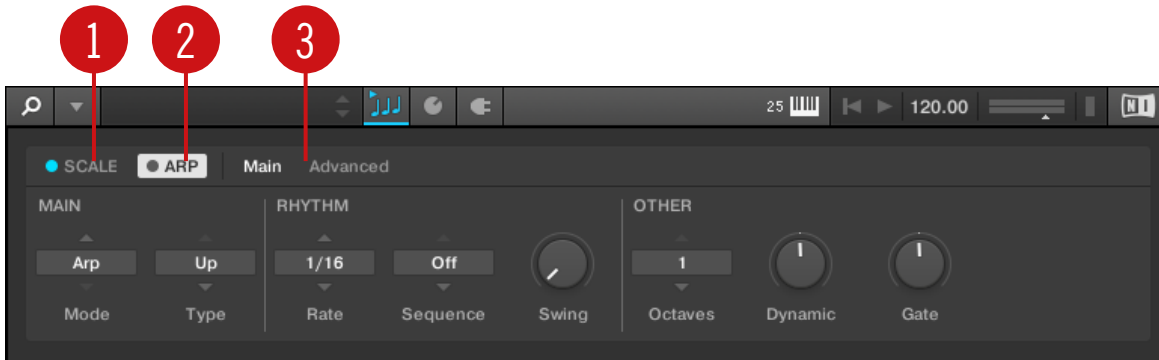 1 2 3
25 120.00 NI
SCALE ARP Main Advanced
MAIN RHYTHM OTHER
Arp Up 1/16 Off 1
Mode Type Rate Sequence Swing Octaves Dynamic Gate